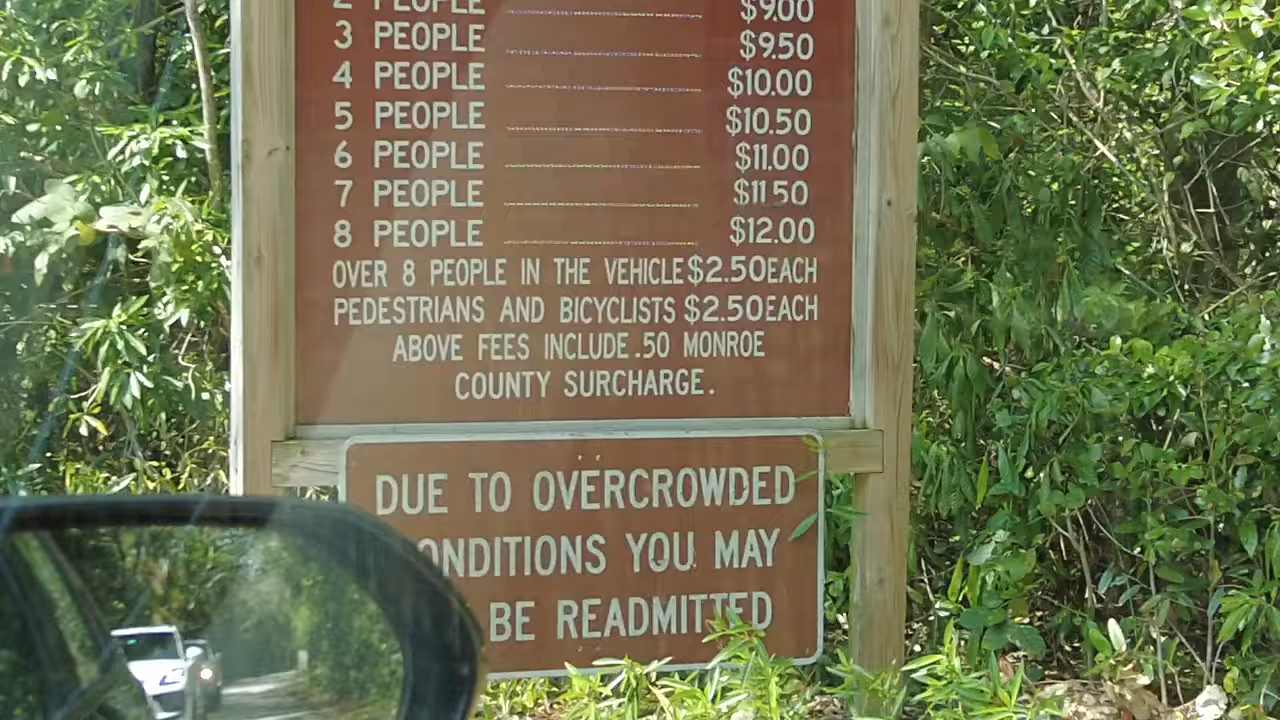 2 PEOPLE $9.00
3 PEOPLE $9.50
4 PEOPLE $10.00
5 PEOPLE $10.50
6 PEOPLE $11.00
7 PEOPLE $11.50
8 PEOPLE $12.00
OVER 8 PEOPLE IN THE VEHICLE $2.50 EACH
PEDESTRIANS AND BICYCLISTS $2.50 EACH
ABOVE FEES INCLUDE .50 MONROE
COUNTY SURCHARGE.
DUE TO OVERCROWDED
ONDITIONS YOU MAY
BE READMITTED